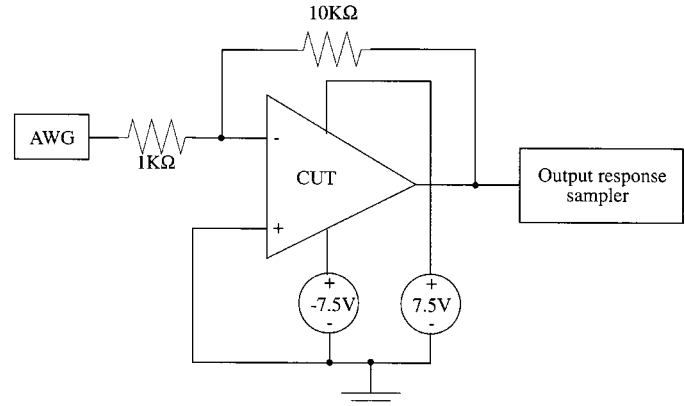 10KΩ
AWG
1KΩ
-
CUT
+
Output response
sampler
+
-7.5V
-
+
7.5V
-